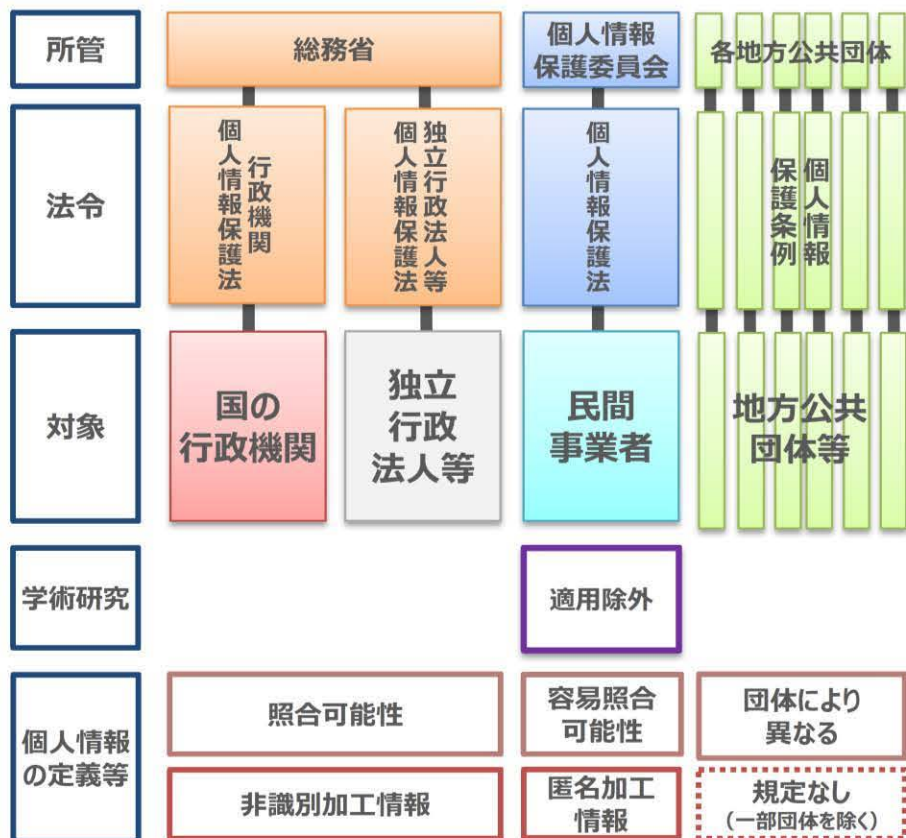 所管
総務省
個人情報
保護委員会
各地方公共団体
法令
行政機関
個人情報保護法
独立行政法人等
個人情報保護法
個人情報保護法
個人情報
保護条例
対象
国の
行政機関
独立
行政
法人等
民間
事業者
地方公共
団体等
学術研究
適用除外
個人情報
の定義等
照合可能性
容易照合
可能性
団体により
異なる
非識別加工情報
匿名加工
情報
規定なし
（一部団体を除く）